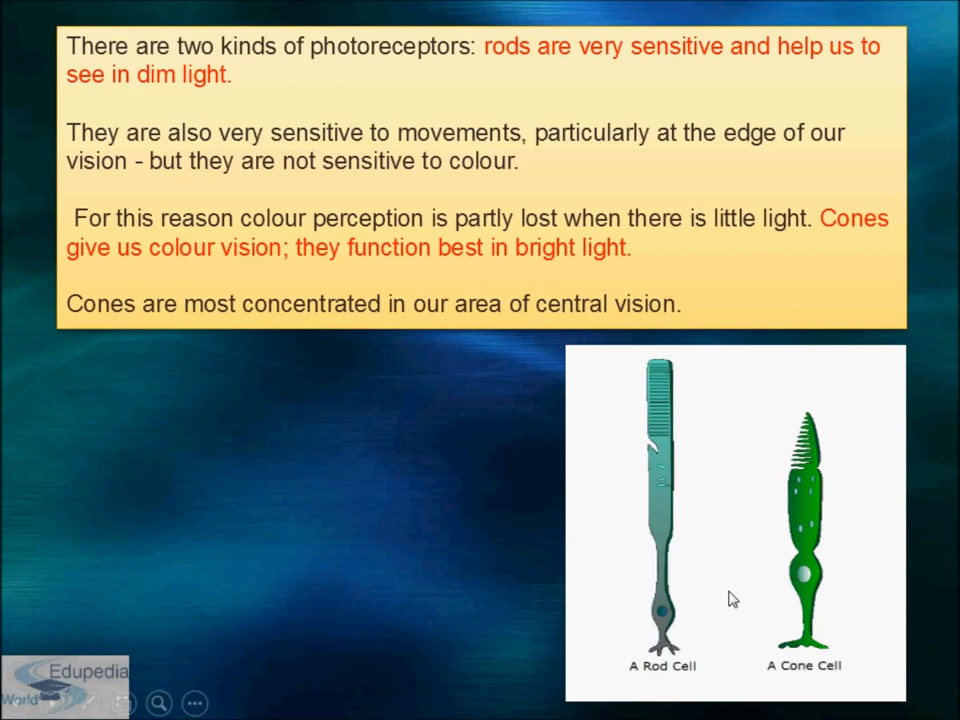 There are two kinds of photoreceptors: rods are very sensitive and help us to
see in dim light.
They are also very sensitive to movements, particularly at the edge of our
vision - but they are not sensitive to colour.
For this reason colour perception is partly lost when there is little light. Cones
give us colour vision; they function best in bright light.
Cones are most concentrated in our area of central vision.
A Rod Cell
A Cone Cell
Edupedia
World